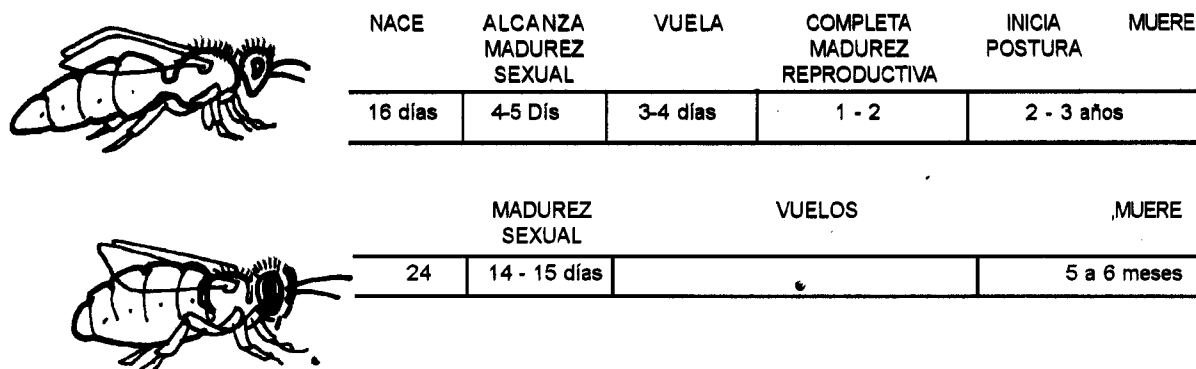 NACE ALCANZA VUELA COMPLETA INICIA MUERE
MADUREZ MADUREZ POSTURA
SEXUAL REPRODUCTIVA
16 días 4-5 Dís 3-4 días 1 - 2 2 - 3 años
MADUREZ VUELOS MUERE
SEXUAL
24 14 - 15 días 5 a 6 meses